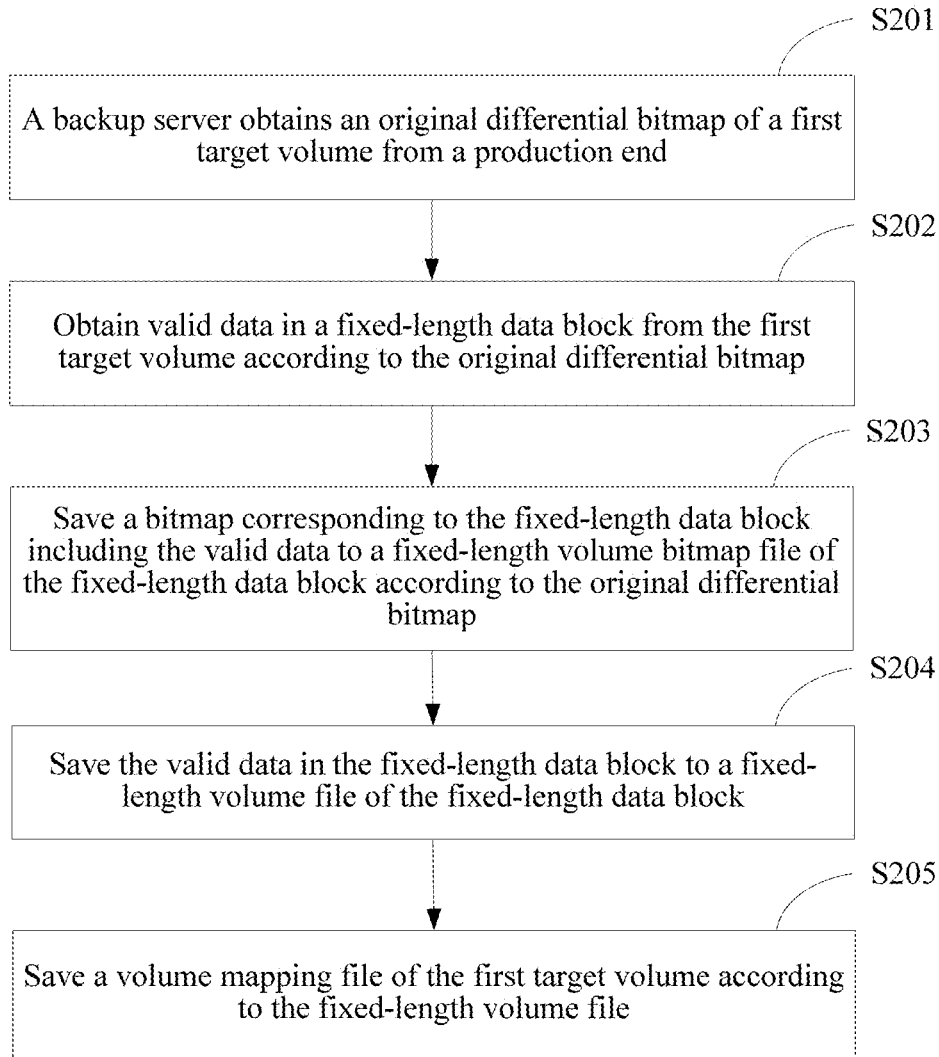 S201
A backup server obtains an original differential bitmap of a first
target volume from a production end
S202
Obtain valid data in a fixed-length data block from the first
target volume according to the original differential bitmap
S203
Save a bitmap corresponding to the fixed-length data block
including the valid data to a fixed-length volume bitmap file of
the fixed-length data block according to the original differential
bitmap
S204
Save the valid data in the fixed-length data block to a fixed-
length volume file of the fixed-length data block
S205
Save a volume mapping file of the first target volume according
to the fixed-length volume file